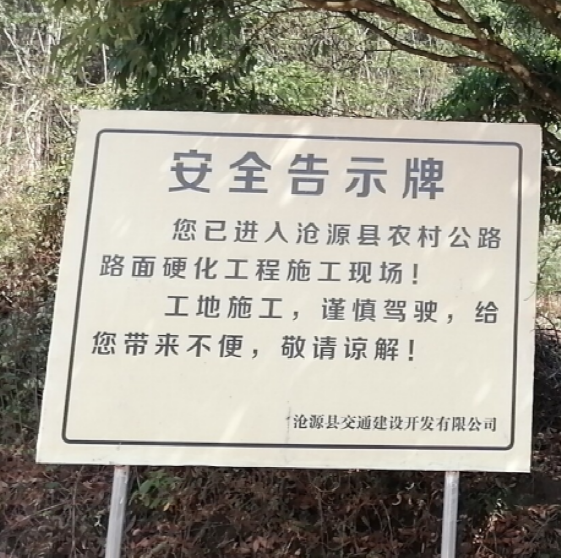 安全告示牌
您已进入沧源县农村公路
路面硬化工程施工现场！
工地施工，谨慎驾驶，给
您带来不便，敬请谅解！
沧源县交通建设开发有限公司